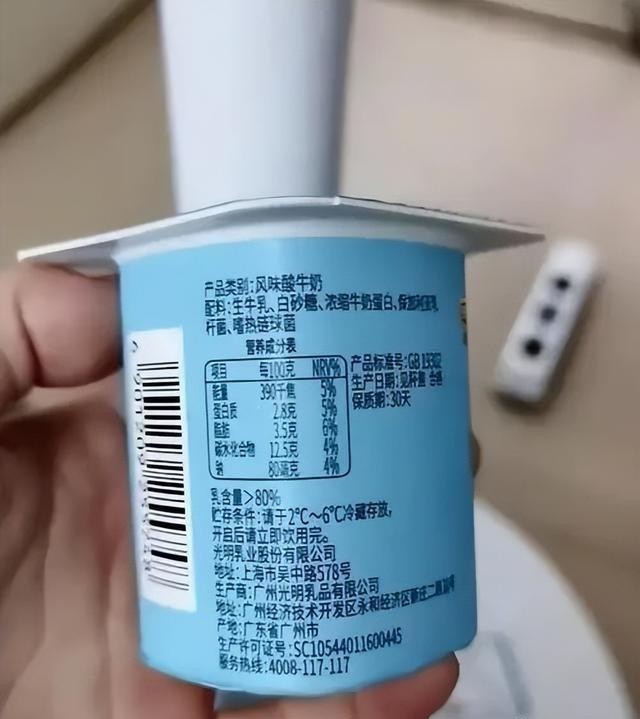 产品类别:风味酸牛奶
配料:生牛乳、白砂糖、浓缩牛奶蛋白、保加利亚乳
杆菌、嗜热链球菌
营养成分表
项目 每100克 NRV%
能量 390千焦 5%
蛋白质 2.8克 5%
脂肪 3.5克 6%
碳水化合物 12.5克 4%
钠 80毫克 4%
产品标准号:GB 19302
生产日期:见杯盖
保质期:30天
乳含量>80%
贮存条件:请于2°C~6°C冷藏存放,
开启后请立即饮用完。
光明乳业股份有限公司
地址:上海市吴中路578号
生产商:广州光明乳品有限公司
地址:广州经济技术开发区永和经济区新庄二路
产地:广东省广州市
生产许可证号:SC10544011600445
服务热线:4008-117-117